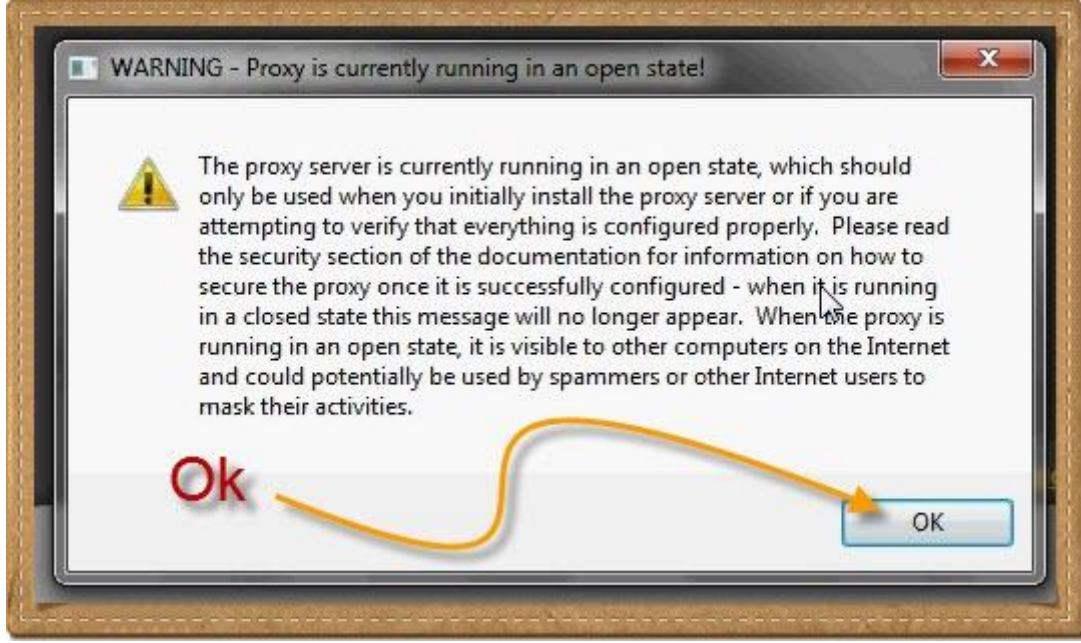 WARNING - Proxy is currently running in an open state!
The proxy server is currently running in an open state, which should
only be used when you initially install the proxy server or if you are
attempting to verify that everything is configured properly.  Please read
the security section of the documentation for information on how to
secure the proxy once it is successfully configured - when it is running
in a closed state this message will no longer appear.  When the proxy is
running in an open state, it is visible to other computers on the Internet
and could potentially be used by spammers or other Internet users to
mask their activities.
Ok
OK